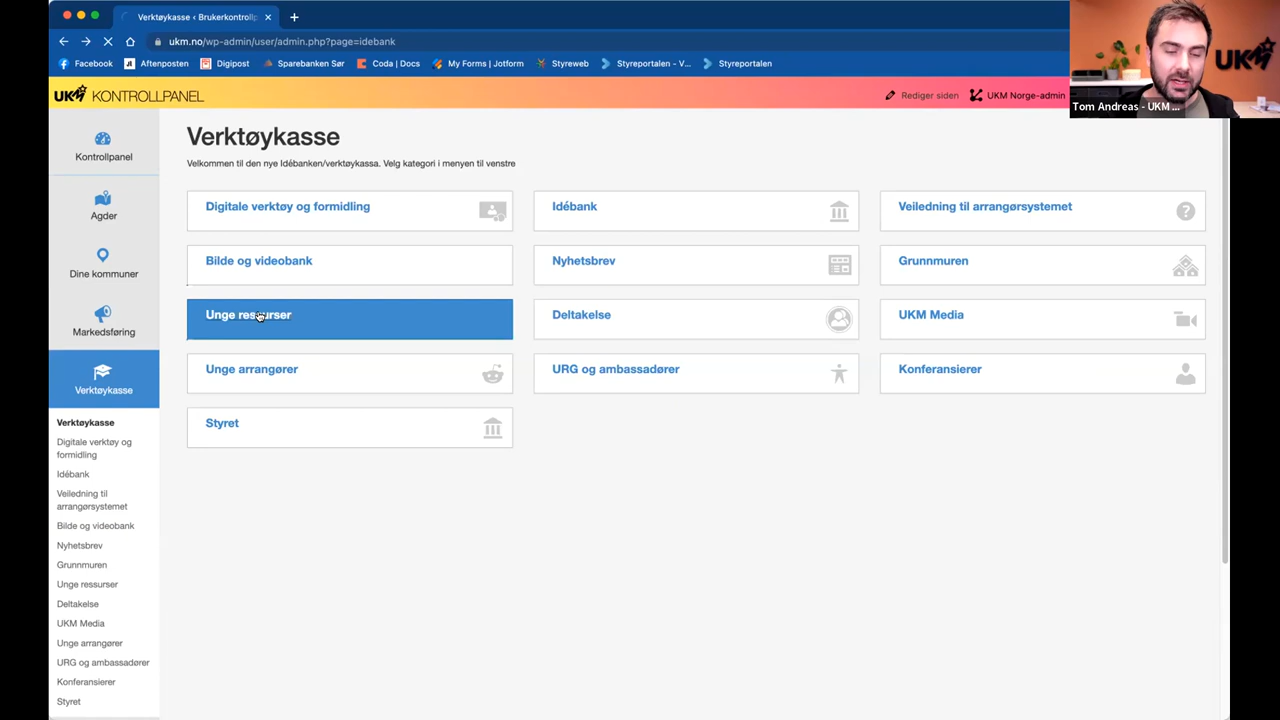 Verktøykasse ‹ Brukerkontrollp
ukm.no/wp-admin/user/admin.php?page=idebank
Facebook
Aftenposten
Digipost
Sparebanken Sør
Coda | Docs
My Forms | Jotform
Styreweb
Styreportalen – V...
Styreportalen
UKM KONTROLLPANEL
Rediger siden
UKM Norge-admin
UKM
Tom Andreas - UKM ...
Kontrollpanel
Agder
Dine kommuner
Markedsføring
Verktøykasse
Verktøykasse
Digitale verktøy og
formidling
Idébank
Veiledning til
arrangørsystemet
Bilde og videobank
Nyhetsbrev
Grunnmuren
Unge ressurser
Deltakelse
UKM Media
Unge arrangører
URG og ambassadører
Konferansierer
Styret
Verktøykasse
Velkommen til den nye Idébanken/verktøykassa. Velg kategori i menyen til venstre
Digitale verktøy og formidling
Idébank
Veiledning til arrangørsystemet
Bilde og videobank
Nyhetsbrev
Grunnmuren
Unge ressurser
Deltakelse
UKM Media
Unge arrangører
URG og ambassadører
Konferansierer
Styret